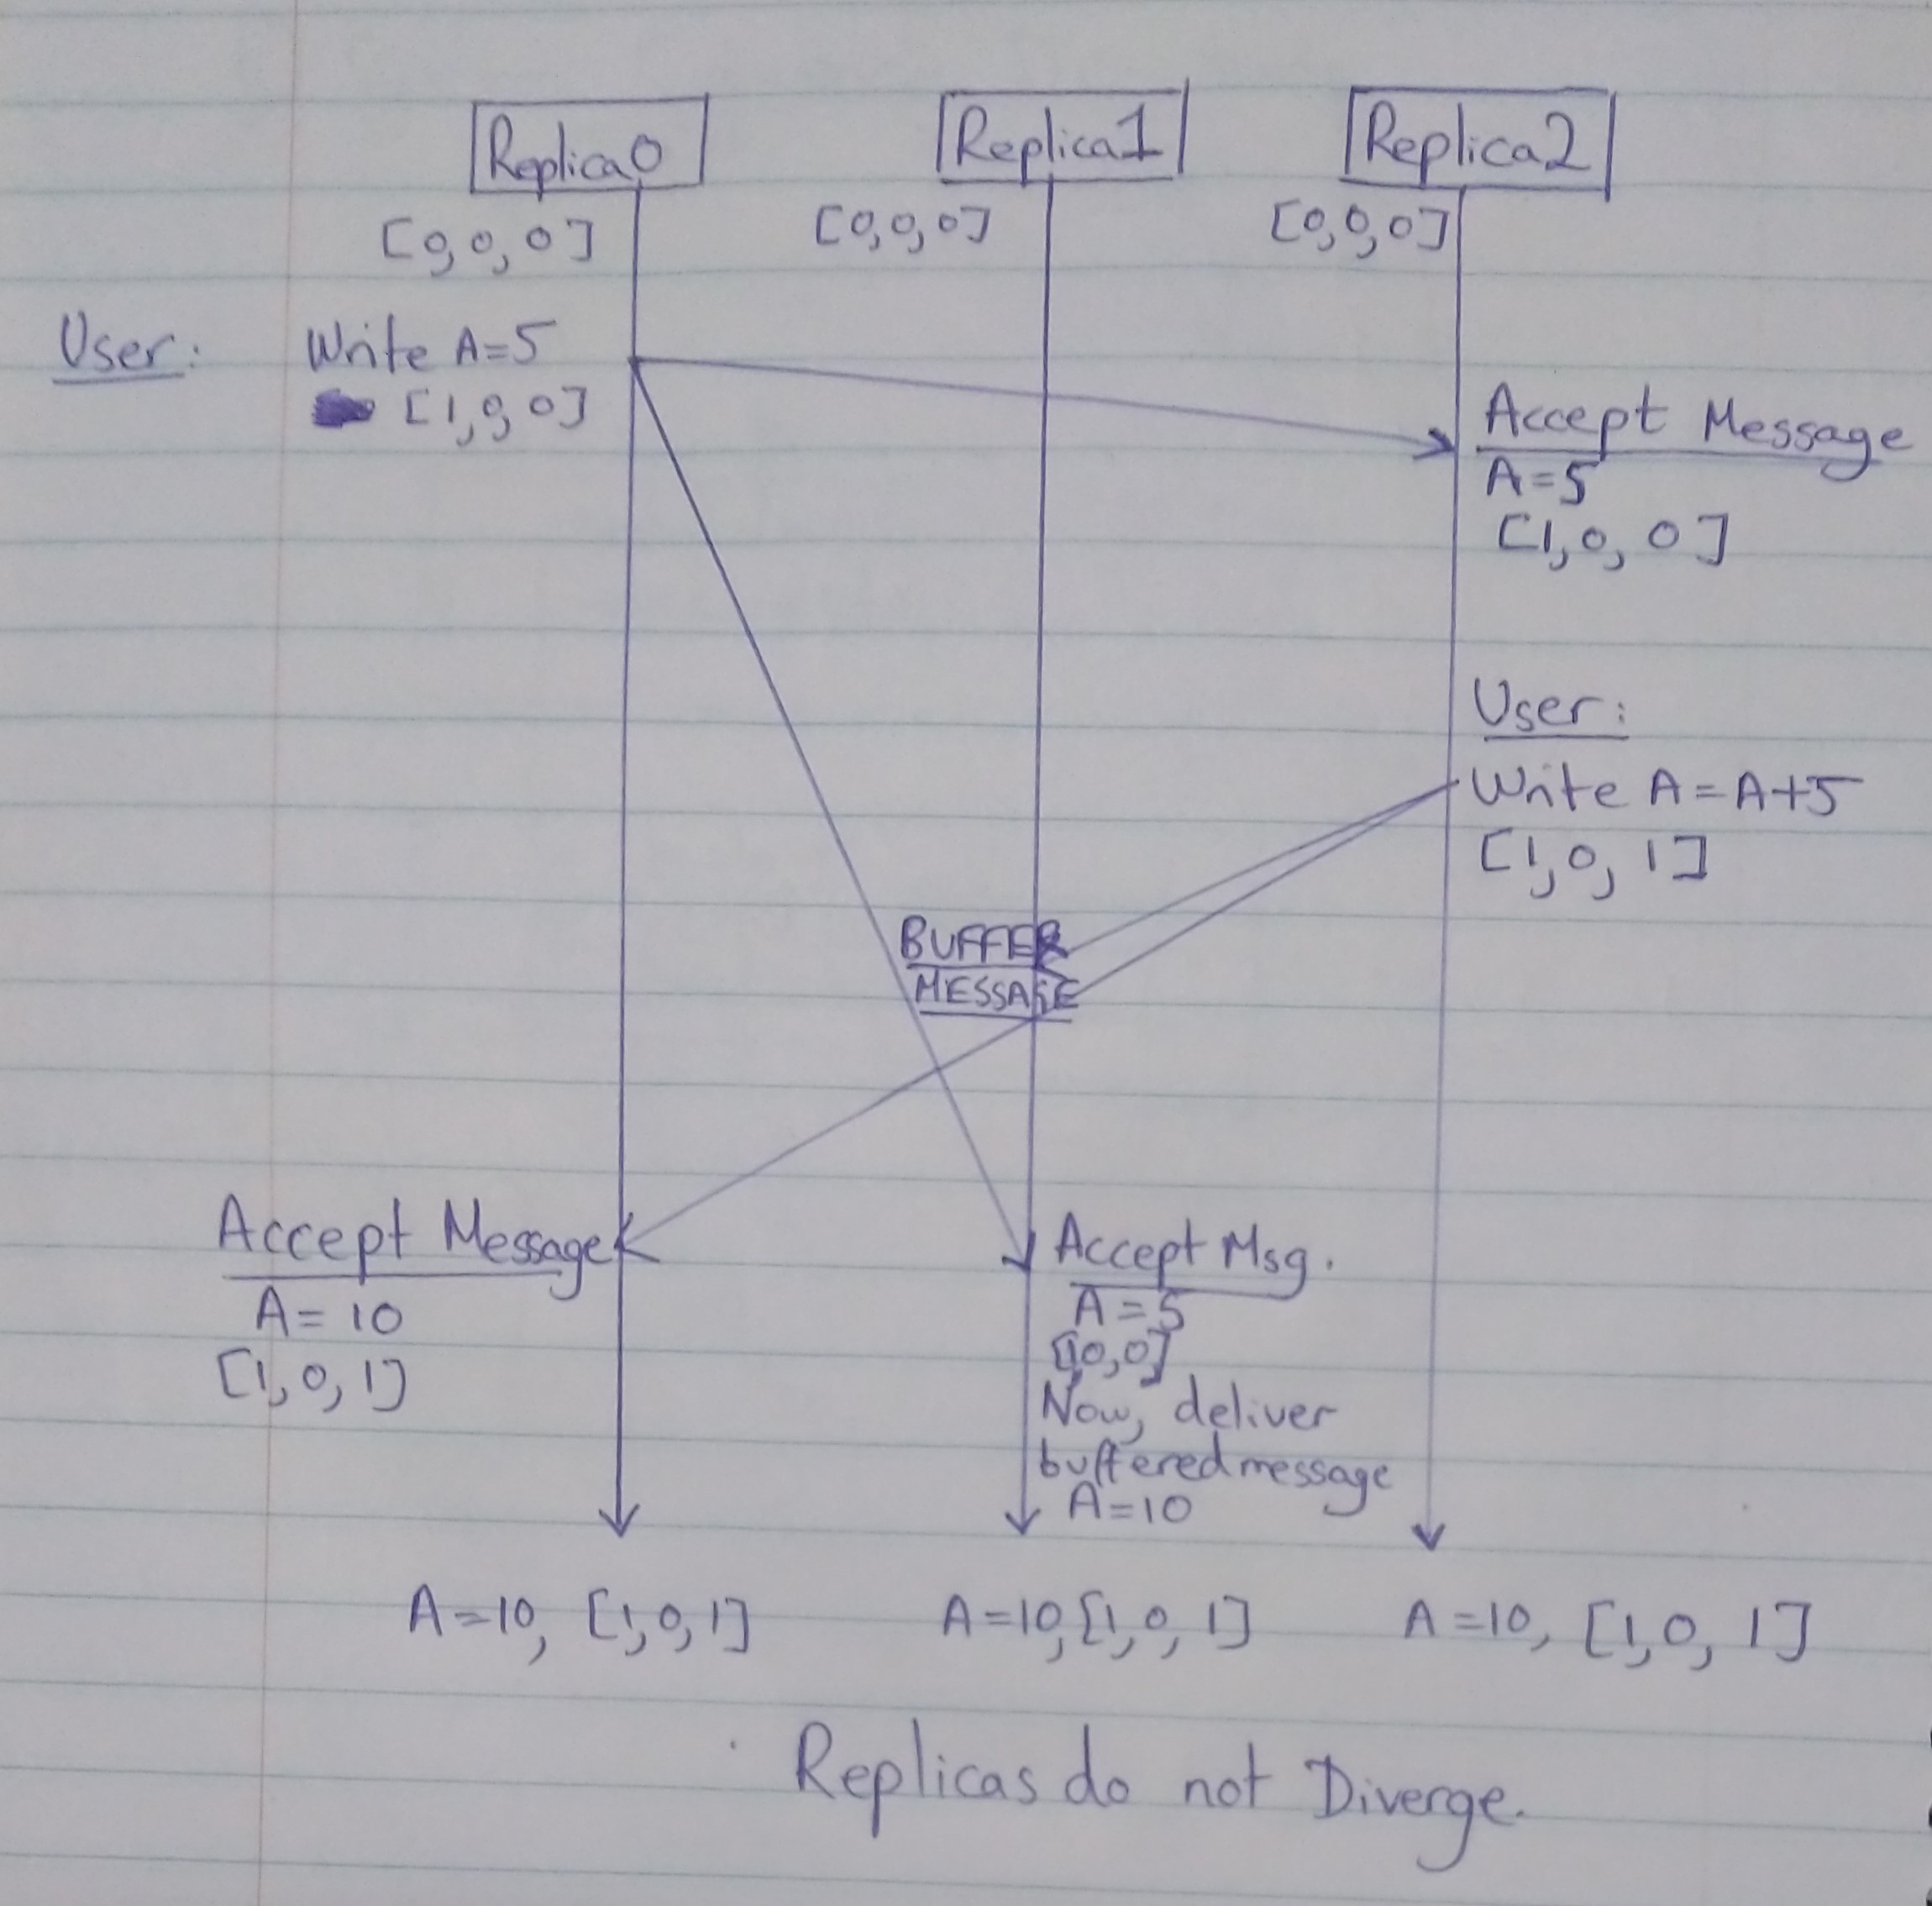 Replica0
Replica1
Replica2
[0,0,0]
[0,0,0]
[0,0,0]
User:
Write A=5
[1,0,0]
Accept Message
A=5
[1,0,0]
User:
Write A=A+5
[1,0,1]
BUFFER
MESSAGE
Accept Message
A=10
[1,0,1]
Accept Msg.
A=5
[1,0,0]
Now, deliver
buffered message
A=10
A=10, [1,0,1]
A=10,[1,0,1]
A=10, [1,0,1]
Replicas do not Diverge.